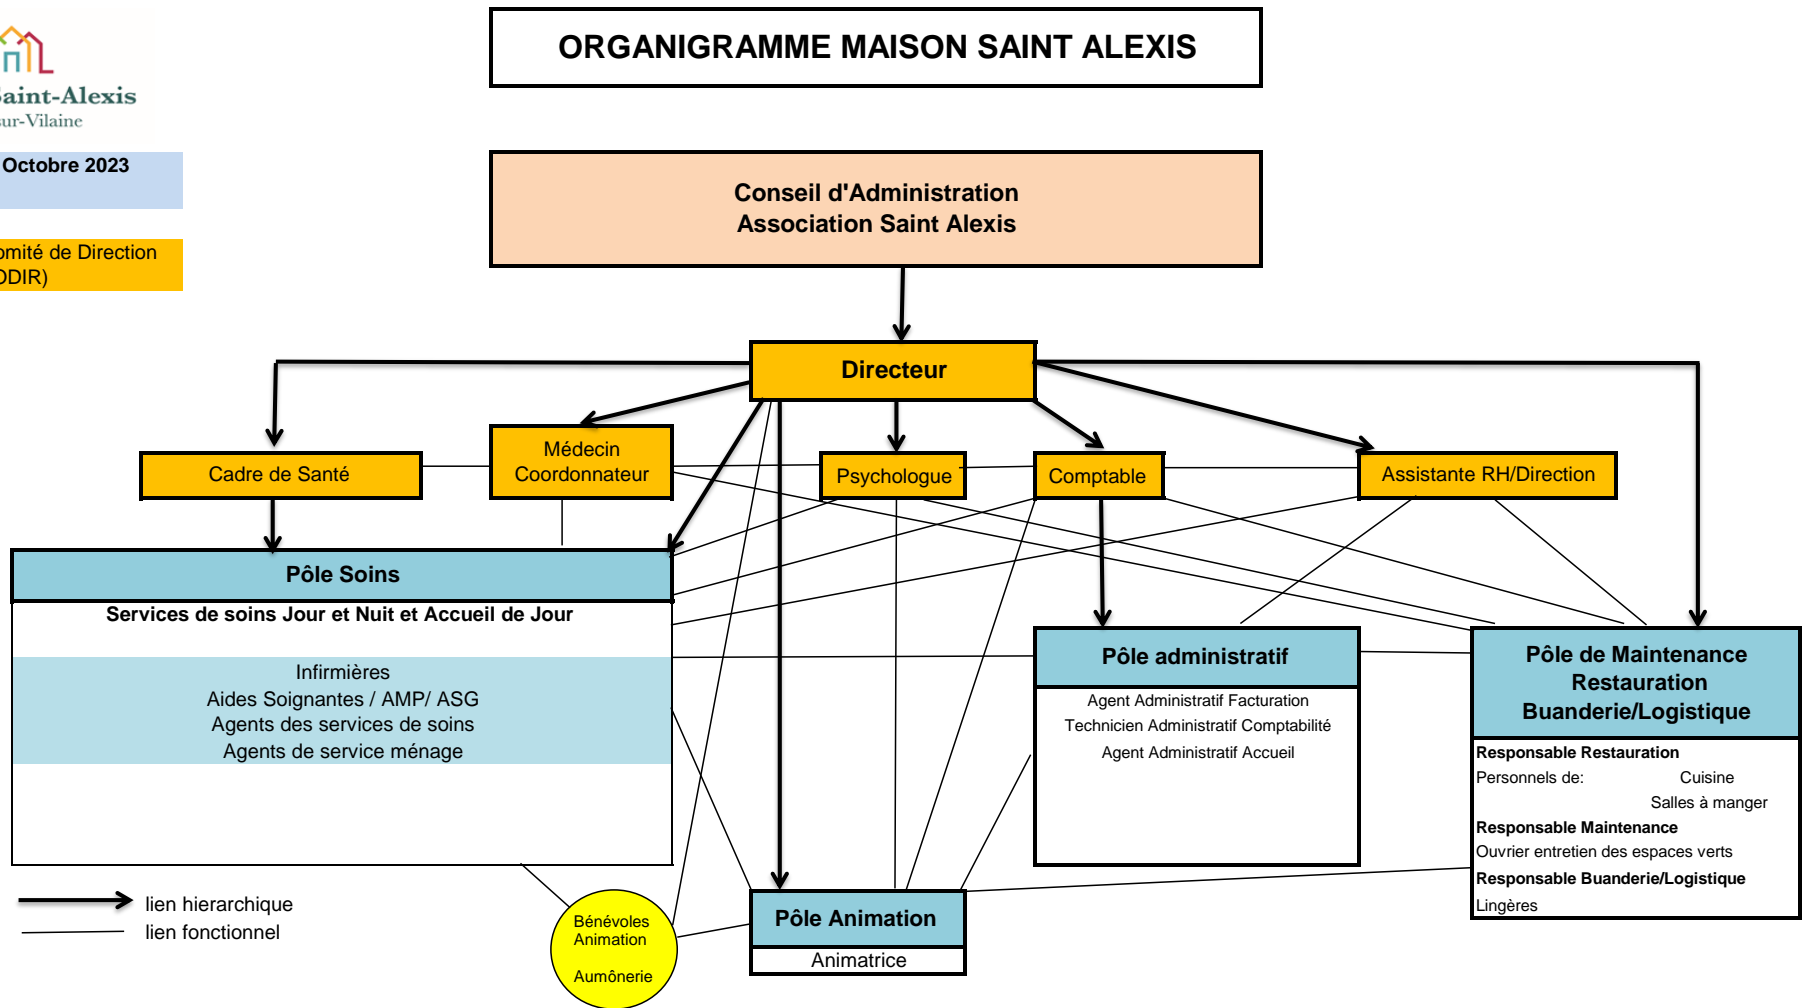 ORGANIGRAMME MAISON SAINT ALEXIS
Saint-Alexis
sur-Vilaine
Octobre 2023
Comité de Direction
Conseil d'Administration
Association Saint Alexis
Directeur
Cadre de Santé
Médecin
Coordonnateur
Psychologue
Comptable
Assistante RH/Direction
Pôle Soins
Services de soins Jour et Nuit et Accueil de Jour
Infirmières
Aides Soignantes / AMP/ ASG
Agents des services de soins
Agents de service ménage
Pôle administratif
Agent Administratif Facturation
Technicien Administratif Comptabilité
Agent Administratif Accueil
Pôle de Maintenance
Restauration
Buanderie/Logistique
Responsable Restauration
Personnels de: Cuisine
Salles à manger
Responsable Maintenance
Ouvrier entretien des espaces verts
Responsable Buanderie/Logistique
Lingères
lien hierarchique
lien fonctionnel
Bénévoles
Animation
Aumônerie
Pôle Animation
Animatrice